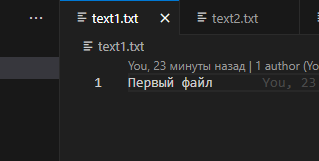 text1.txt text2.txt
text1.txt
You, 23 минуты назад | 1 author (Yo
1 Первый файл You, 23